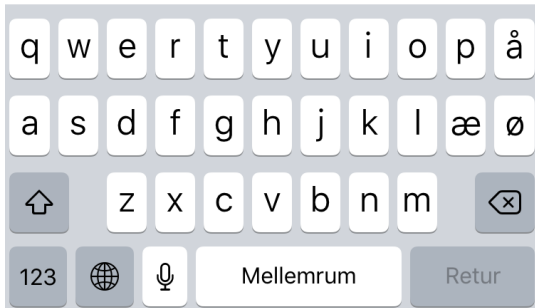 q w e r t y u i o p å
a s d f g h j k l æ ø
z x c v b n m
123 Mellemrum Retur